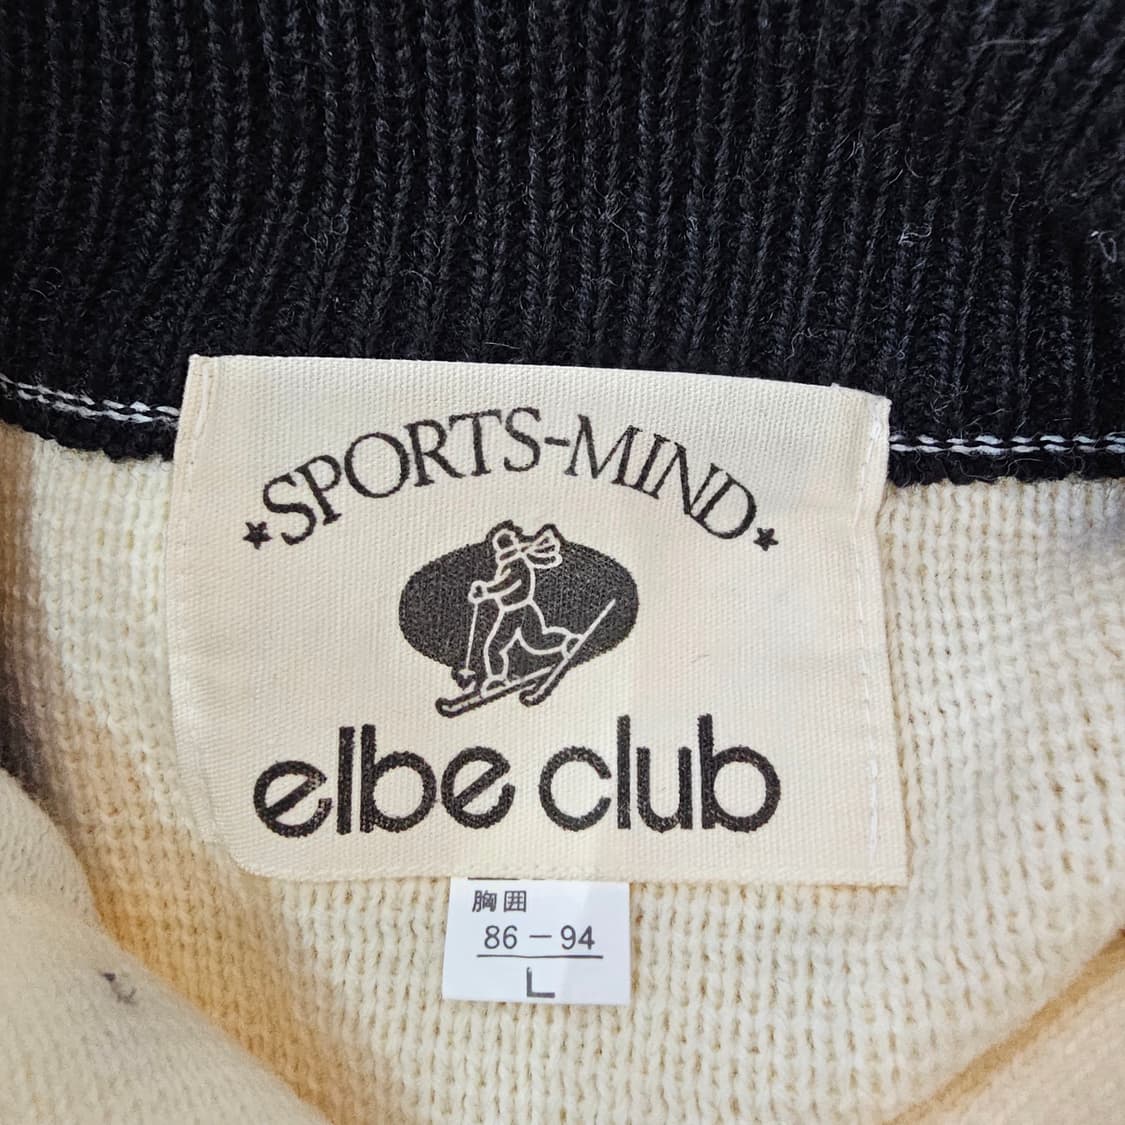 ★SPORTS-MIND★
elbe club
胸囲
86-94
L